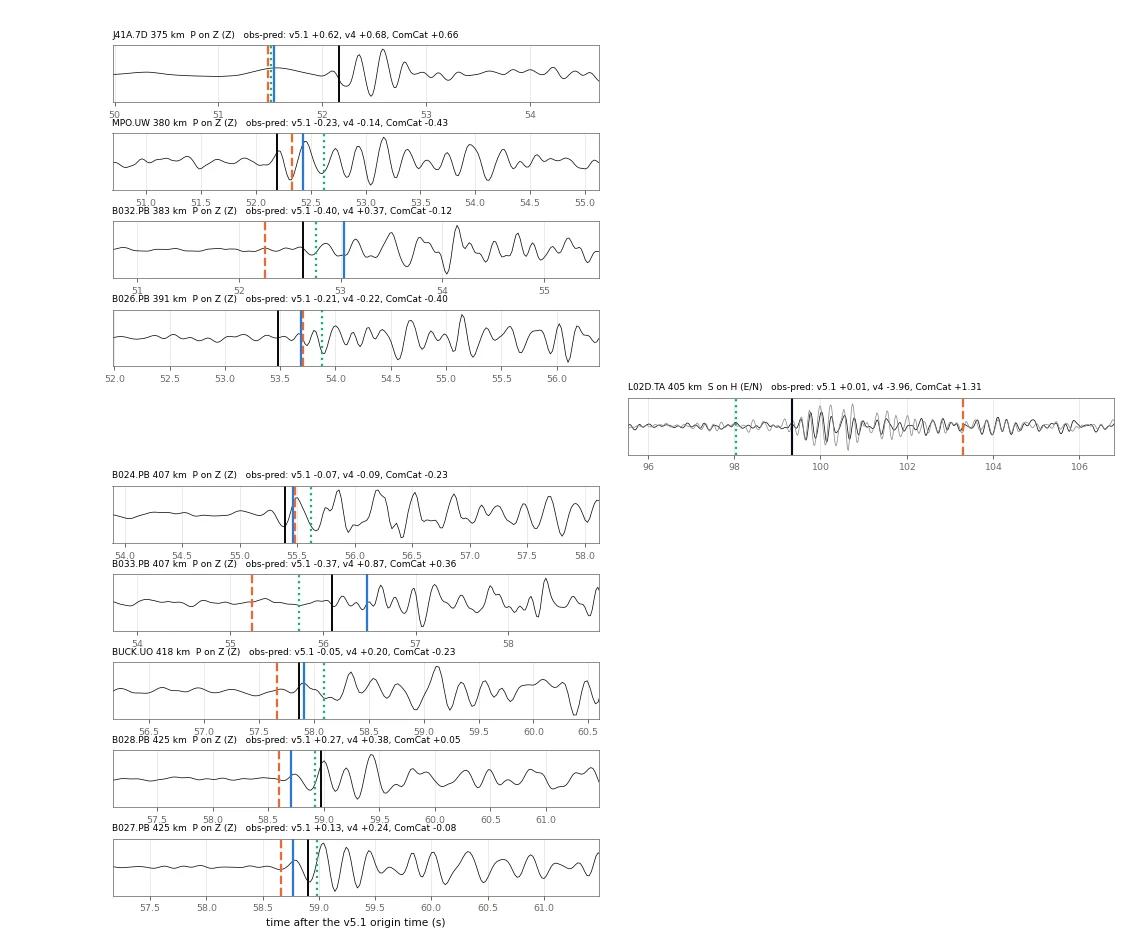 J41A.7D 375 km  P on Z (Z)   obs-pred: v5.1 +0.62, v4 +0.68, ComCat +0.66
50 51 52 53 54
MPO.UW 380 km  P on Z (Z)   obs-pred: v5.1 -0.23, v4 -0.14, ComCat -0.43
51.0 51.5 52.0 52.5 53.0 53.5 54.0 54.5 55.0
B032.PB 383 km  P on Z (Z)   obs-pred: v5.1 -0.40, v4 +0.37, ComCat -0.12
51 52 53 54 55
B026.PB 391 km  P on Z (Z)   obs-pred: v5.1 -0.21, v4 -0.22, ComCat -0.40
52.0 52.5 53.0 53.5 54.0 54.5 55.0 55.5 56.0
L02D.TA 405 km  S on H (E/N)   obs-pred: v5.1 +0.01, v4 -3.96, ComCat +1.31
96 98 100 102 104 106
B024.PB 407 km  P on Z (Z)   obs-pred: v5.1 -0.07, v4 -0.09, ComCat -0.23
54.0 54.5 55.0 55.5 56.0 56.5 57.0 57.5 58.0
B033.PB 407 km  P on Z (Z)   obs-pred: v5.1 -0.37, v4 +0.87, ComCat +0.36
54 55 56 57 58
BUCK.UO 418 km  P on Z (Z)   obs-pred: v5.1 -0.05, v4 +0.20, ComCat -0.23
56.5 57.0 57.5 58.0 58.5 59.0 59.5 60.0 60.5
B028.PB 425 km  P on Z (Z)   obs-pred: v5.1 +0.27, v4 +0.38, ComCat +0.05
57.5 58.0 58.5 59.0 59.5 60.0 60.5 61.0
B027.PB 425 km  P on Z (Z)   obs-pred: v5.1 +0.13, v4 +0.24, ComCat -0.08
57.5 58.0 58.5 59.0 59.5 60.0 60.5 61.0
time after the v5.1 origin time (s)